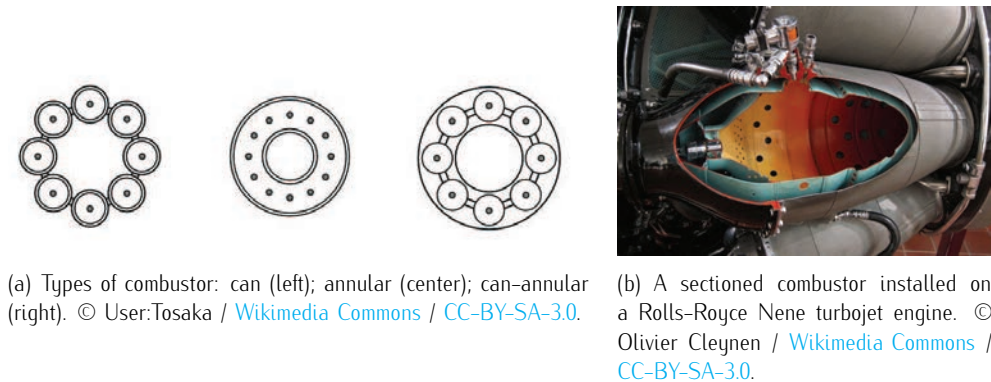 (a) Types of combustor: can (left); annular (center); can–annular
(right). © User:Tosaka / Wikimedia Commons / CC–BY–SA–3.0.
(b) A sectioned combustor installed on
a Rolls–Royce Nene turbojet engine. ©
Olivier Cleynen / Wikimedia Commons /
CC–BY–SA–3.0.